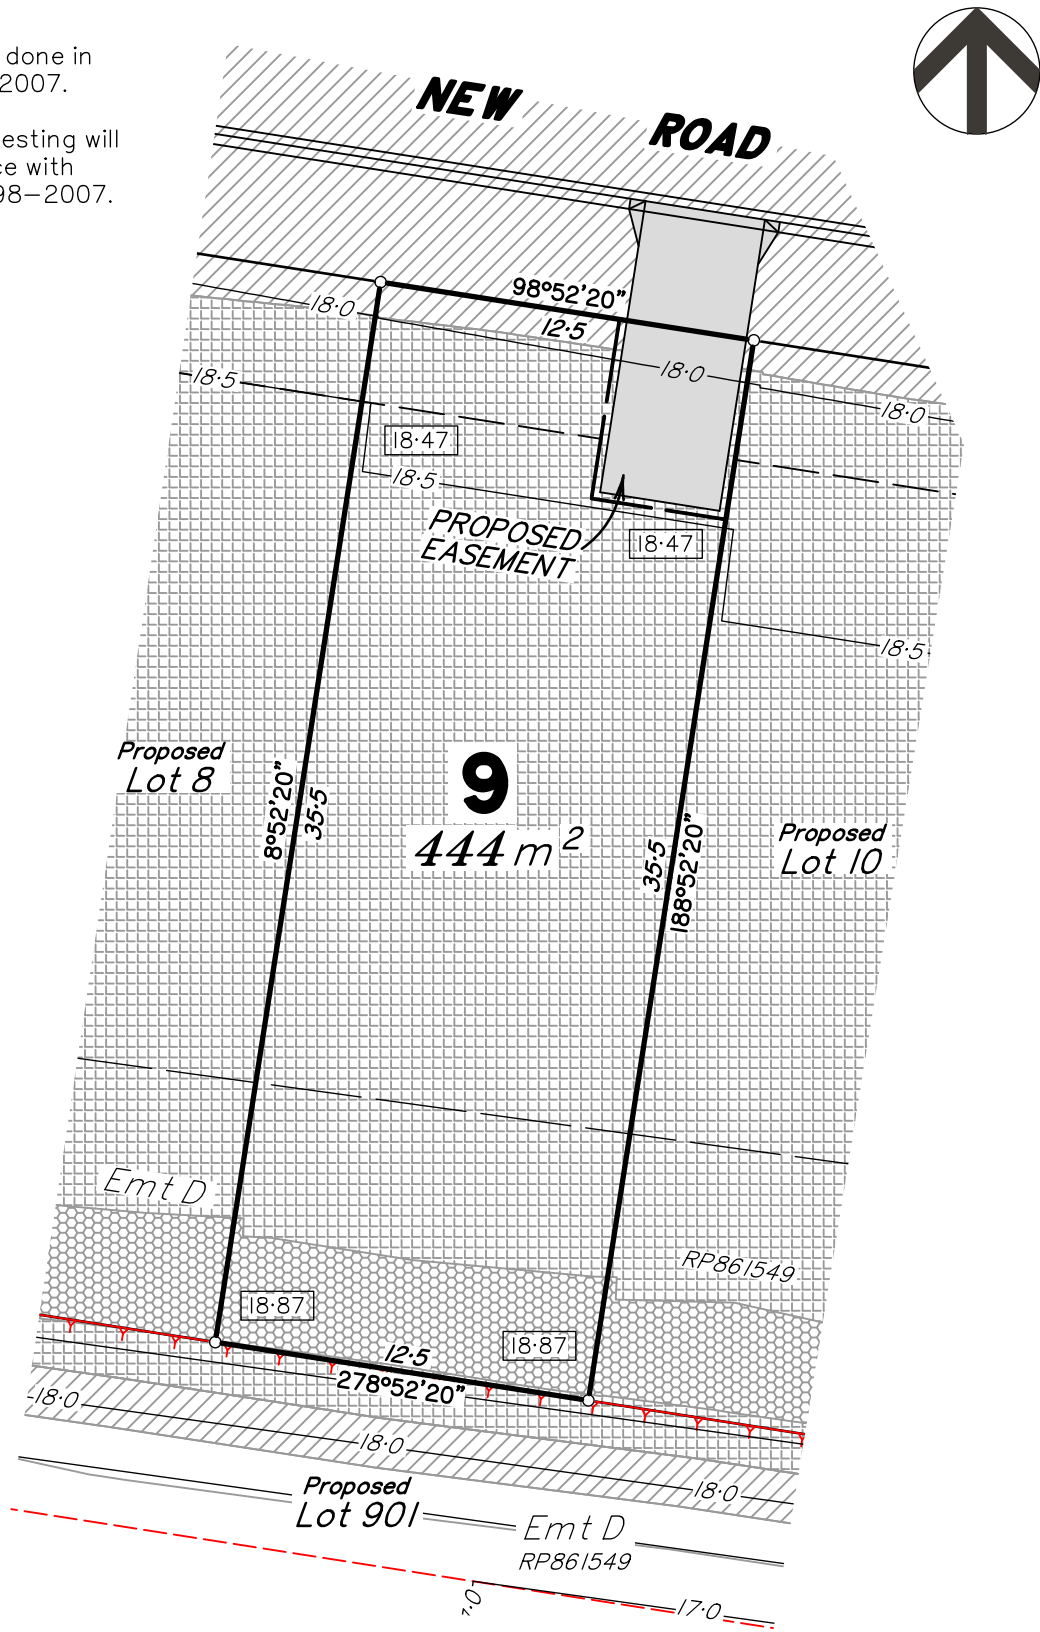 done in
2007.
esting will
ce with
98–2007.
NEW
ROAD
98°52'20"
12·5
18·0
18·0
18·0
18·5
18·47
18·5
PROPOSED
EASEMENT
18·47
18·5
Proposed
Lot 8
9
444 m²
8°52'20"
35·5
35·5
188°52'20"
Proposed
Lot 10
Emt D
RP861549
18·87
18·87
12·5
278°52'20"
18·0
18·0
18·0
Proposed
Lot 901
Emt D
RP861549
17·0